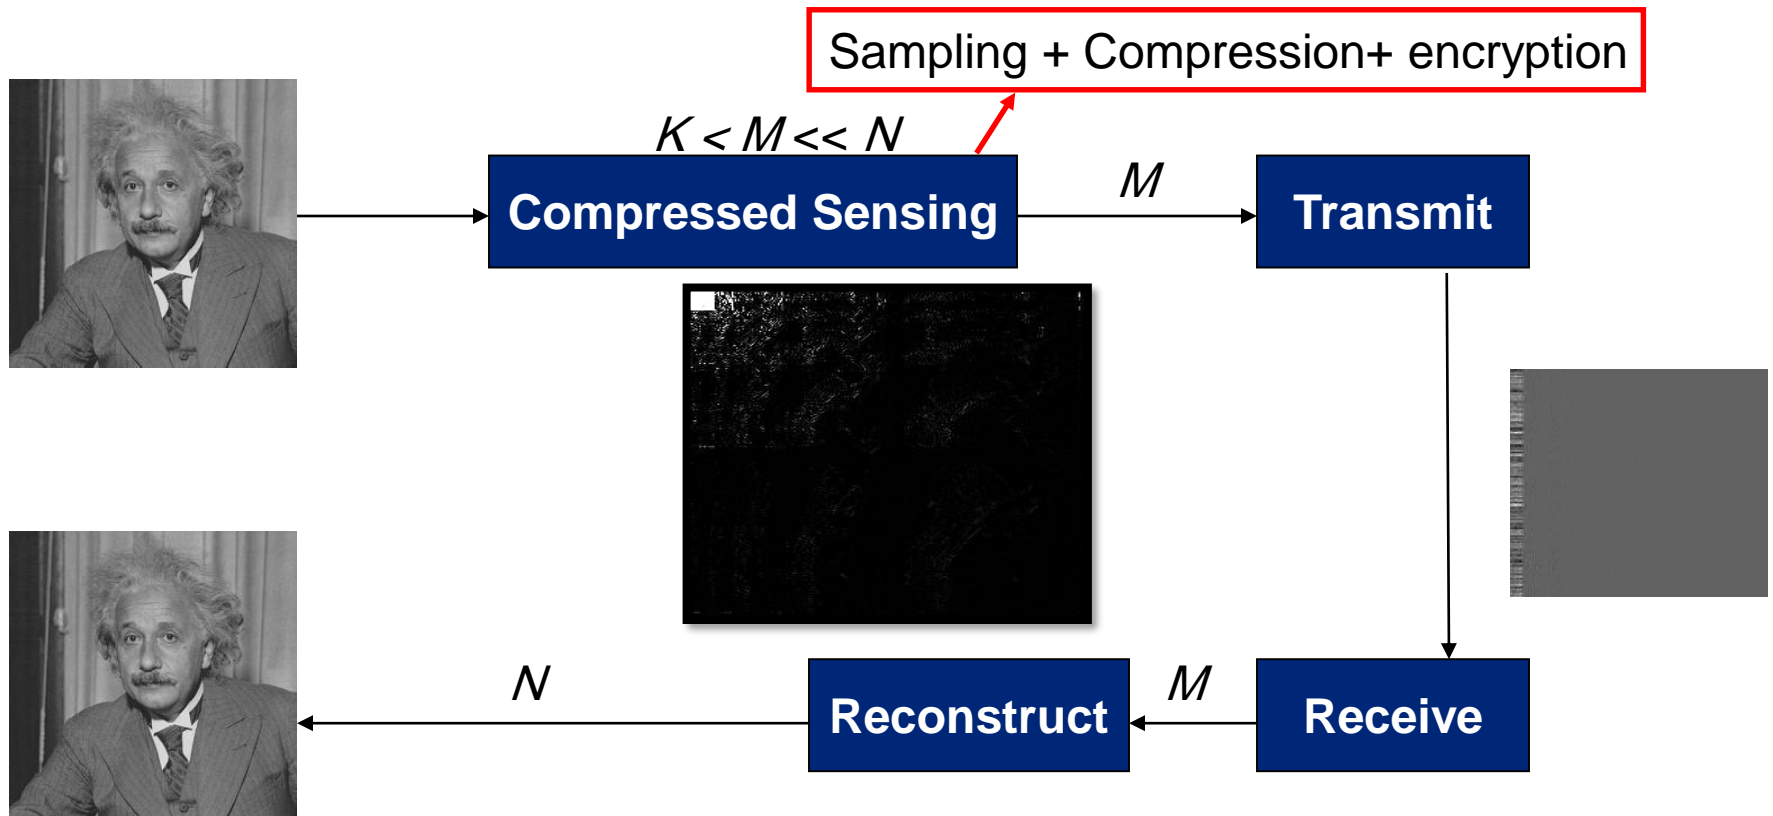 Sampling + Compression+ encryption
K < M << N
Compressed Sensing
M
Transmit
N
Reconstruct
M
Receive